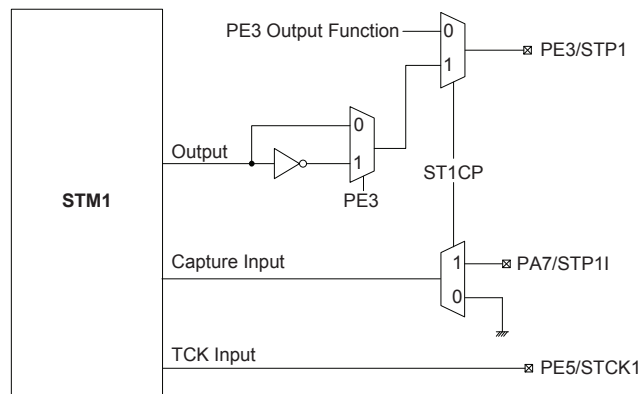 PE3 Output Function
0
1
PE3/STP1
0
1
Output
PE3
ST1CP
STM1
Capture Input
1
0
PA7/STP1I
TCK Input
PE5/STCK1